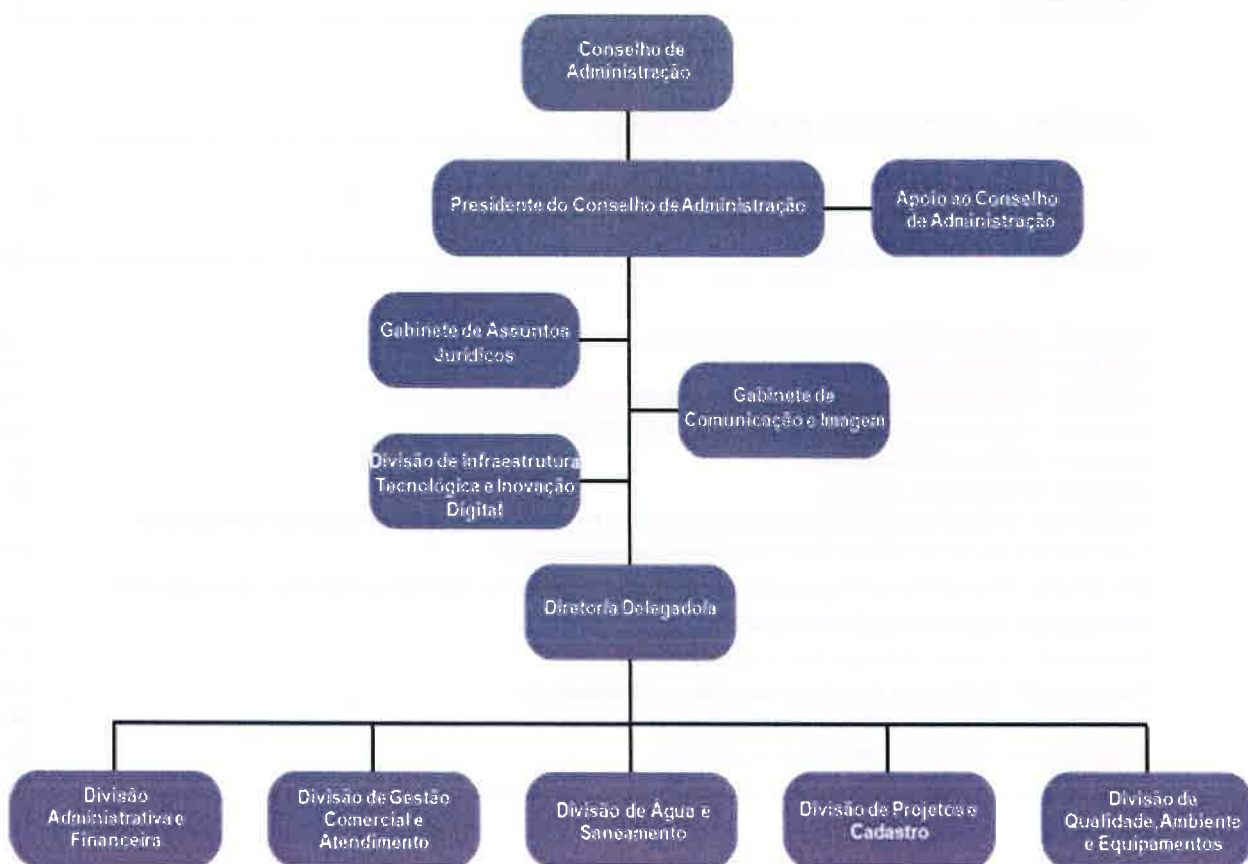 Conselho de
Administração
Presidente do Conselho de Administração
Apoio ao Conselho
de Administração
Gabinete de Assuntos
Jurídicos
Gabinete de
Comunicação e Imagem
Divisão de Infraestrutura
Tecnológica e Inovação
Digital
Diretor/a Delegado/a
Divisão
Administrativa e
Financeira
Divisão de Gestão
Comercial e
Atendimento
Divisão de Água e
Saneamento
Divisão de Projetos e
Cadastro
Divisão de
Qualidade, Ambiente
e Equipamentos